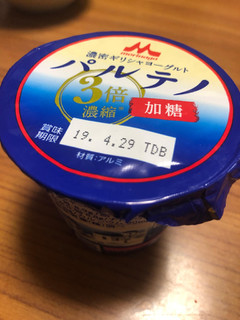 morinaga
濃密ギリシャヨーグルト
パルテノ
3倍
濃縮
加糖
賞味
期限
19. 4.29 TDB
材質:アルミ